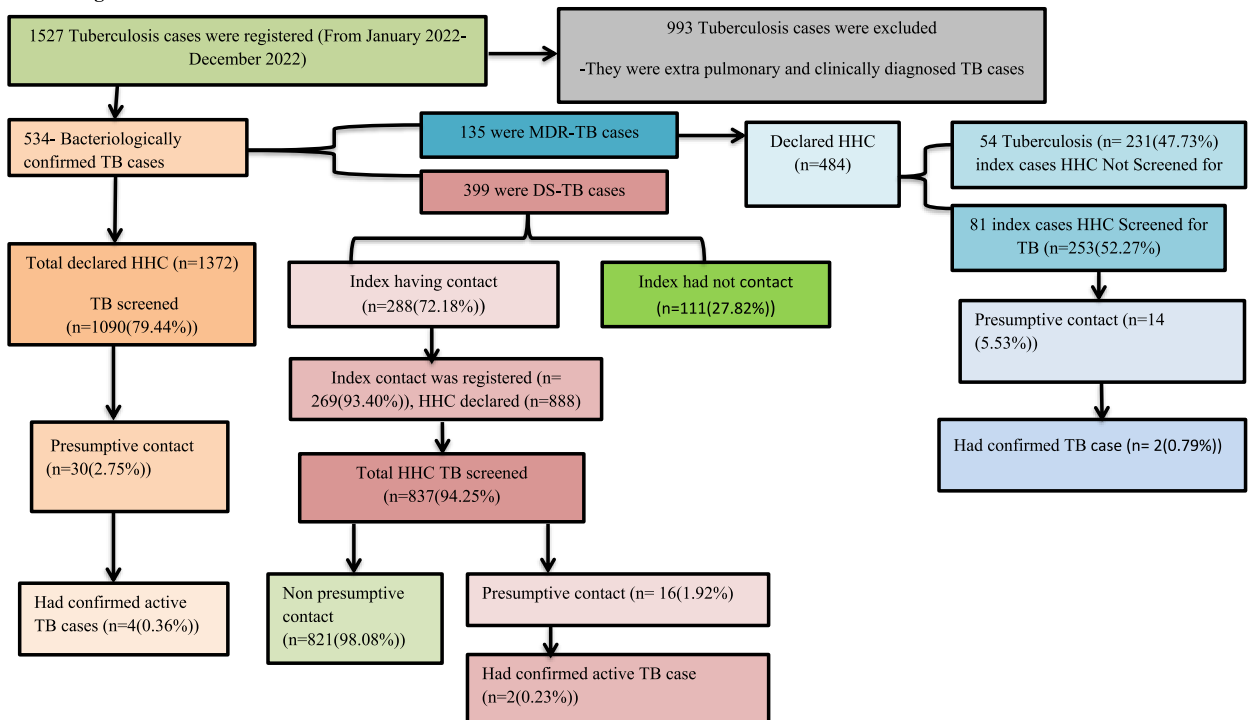 1527 Tuberculosis cases were registered (From January 2022-
December 2022)
993 Tuberculosis cases were excluded
-They were extra pulmonary and clinically diagnosed TB cases
534- Bacteriologically
confirmed TB cases
135 were MDR-TB cases
399 were DS-TB cases
Declared HHC
(n=484)
54 Tuberculosis (n= 231(47.73%)
index cases HHC Not Screened for
81 index cases HHC Screened for
TB (n=253(52.27%)
Total declared HHC (n=1372)
TB screened
(n=1090(79.44%))
Index having contact
(n=288(72.18%))
Index had not contact
(n=111(27.82%))
Presumptive contact (n=14
(5.53%))
Index contact was registered (n=
269(93.40%)), HHC declared (n=888)
Presumptive contact
(n=30(2.75%))
Had confirmed TB case (n= 2(0.79%))
Total HHC TB screened
(n=837(94.25%)
Had confirmed active
TB cases (n=4(0.36%))
Non presumptive
contact
(n=821(98.08%))
Presumptive contact (n= 16(1.92%)
Had confirmed active TB case
(n=2(0.23%))